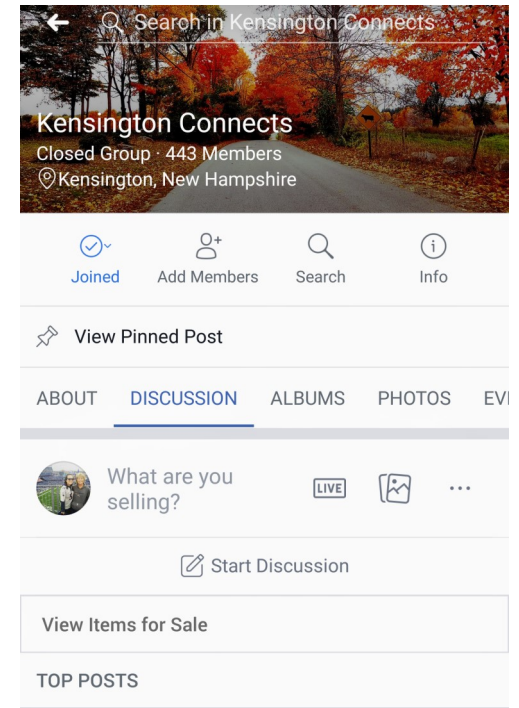 Search in Kensington Connects
Kensington Connects
Closed Group · 443 Members
Kensington, New Hampshire
Joined
Add Members
Search
Info
View Pinned Post
ABOUT
DISCUSSION
ALBUMS
PHOTOS
EV
What are you
selling?
LIVE
Start Discussion
View Items for Sale
TOP POSTS